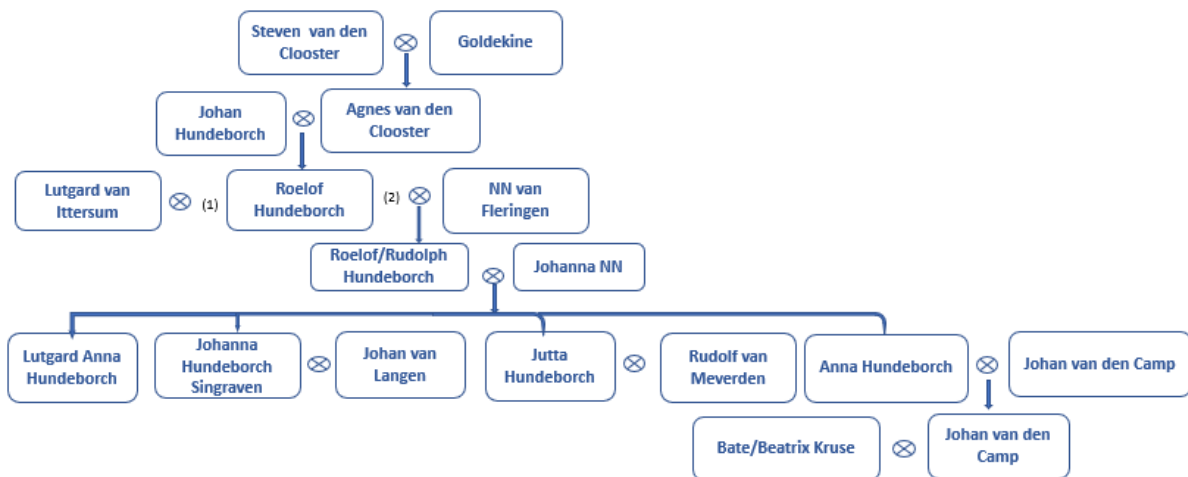 Steven van den
Clooster
Goldekine
Johan
Hundeborch
Agnes van den
Clooster
Lutgard van
Ittersum
(1)
Roelof
Hundeborch
(2)
NN van
Fleringen
Roelof/Rudolph
Hundeborch
Johanna NN
Lutgard Anna
Hundeborch
Johanna
Hundeborch
Singraven
Johan van
Langen
Jutta
Hundeborch
Rudolf van
Meverden
Anna Hundeborch
Johan van den Camp
Bate/Beatrix Kruse
Johan van den
Camp